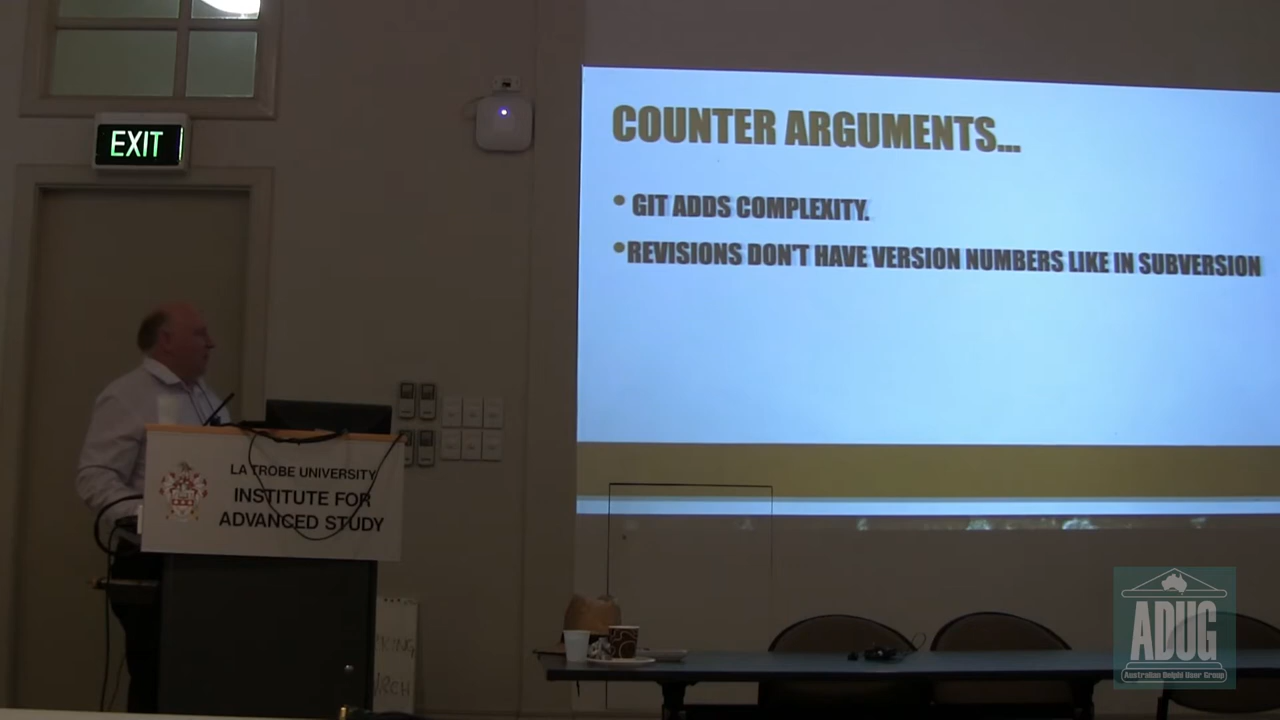 EXIT
COUNTER ARGUMENTS...
• GIT ADDS COMPLEXITY.
• REVISIONS DON'T HAVE VERSION NUMBERS LIKE IN SUBVERSION
LA TROBE UNIVERSITY
INSTITUTE FOR
ADVANCED STUDY
ADUG
Australian Delphi User Group